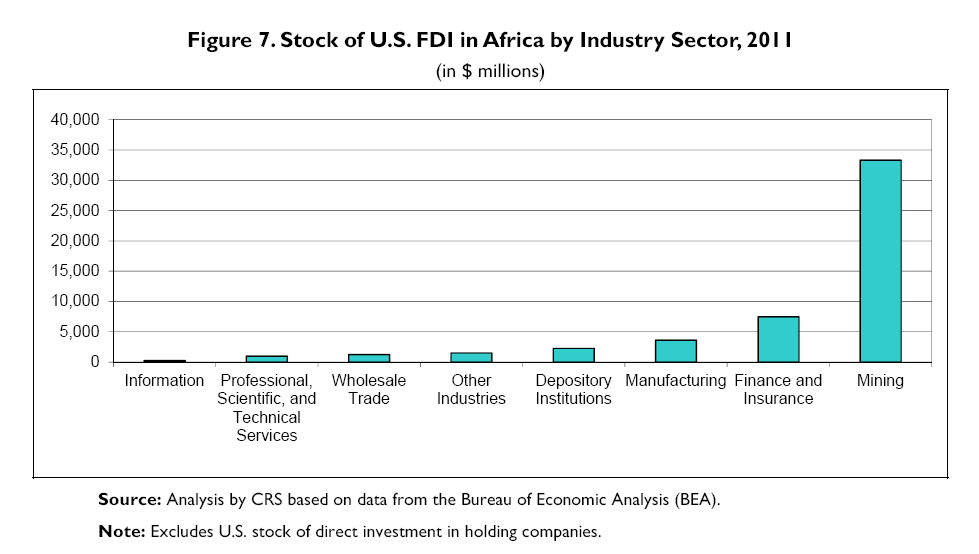 Figure 7. Stock of U.S. FDI in Africa by Industry Sector, 2011
(in $ millions)
40,000
35,000
30,000
25,000
20,000
15,000
10,000
5,000
0
Information
Professional,
Scientific, and
Technical
Services
Wholesale
Trade
Other
Industries
Depository
Institutions
Manufacturing
Finance and
Insurance
Mining
Source: Analysis by CRS based on data from the Bureau of Economic Analysis (BEA).
Note: Excludes U.S. stock of direct investment in holding companies.